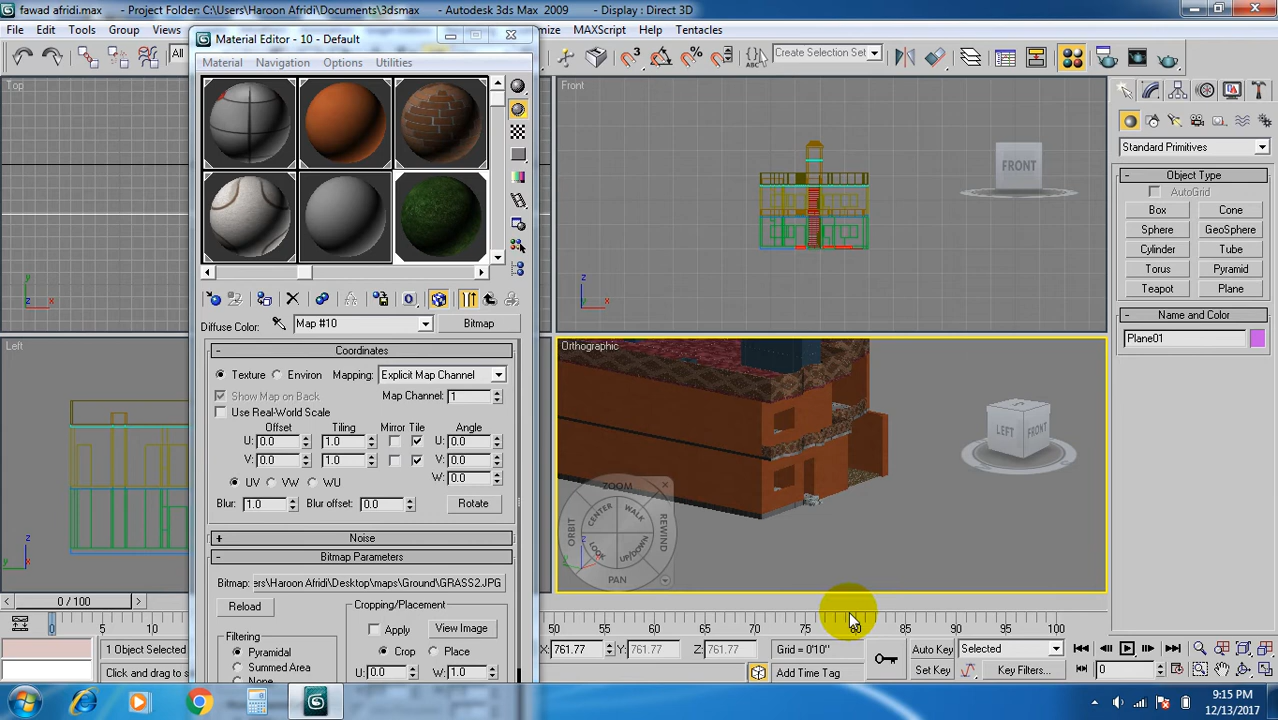 fawad afridi.max - Project Folder: C:\Users\Haroon Afridi\Documents\3dsmax - Autodesk 3ds Max 2009 - Display : Direct 3D
File Edit Tools Group Views
MAXScript Help Tentacles
Material Editor - 10 - Default
Material Navigation Options Utilities
All
Create Selection Set
Top
Front
FRONT
Left
Orthographic
LEFT FRONT
ZOOM
ORBIT
CENTER WALK
REWIND
LOOK UP/DOWN
PAN
Diffuse Color: Map #10 Bitmap
- Coordinates
Texture Environ Mapping: Explicit Map Channel
Show Map on Back Map Channel: 1
Use Real-World Scale
Offset Tiling Mirror Tile Angle
U: 0.0 1.0 U: 0.0
V: 0.0 1.0 V: 0.0
W: 0.0
UV VW WU
Blur: 1.0 Blur offset: 0.0 Rotate
+ Noise
- Bitmap Parameters
Bitmap: ers\Haroon Afridi\Desktop\maps\Ground\GRASS2.JPG
Reload
Cropping/Placement
Apply View Image
Filtering
Pyramidal
Summed Area
None
Crop Place
U: 0.0 W: 1.0
Standard Primitives
- Object Type
AutoGrid
Box Cone
Sphere GeoSphere
Cylinder Tube
Torus Pyramid
Teapot Plane
- Name and Color
Plane01
0 / 100
0 5 10 50 55 60 65 70 75 80 85 90 95 100
1 Object Selected
Click and drag to s
X: 761.77 Y: 761.77 Z: 761.77 Grid = 0'10"
Add Time Tag
Auto Key Selected
Set Key Key Filters...
0
9:15 PM
12/13/2017